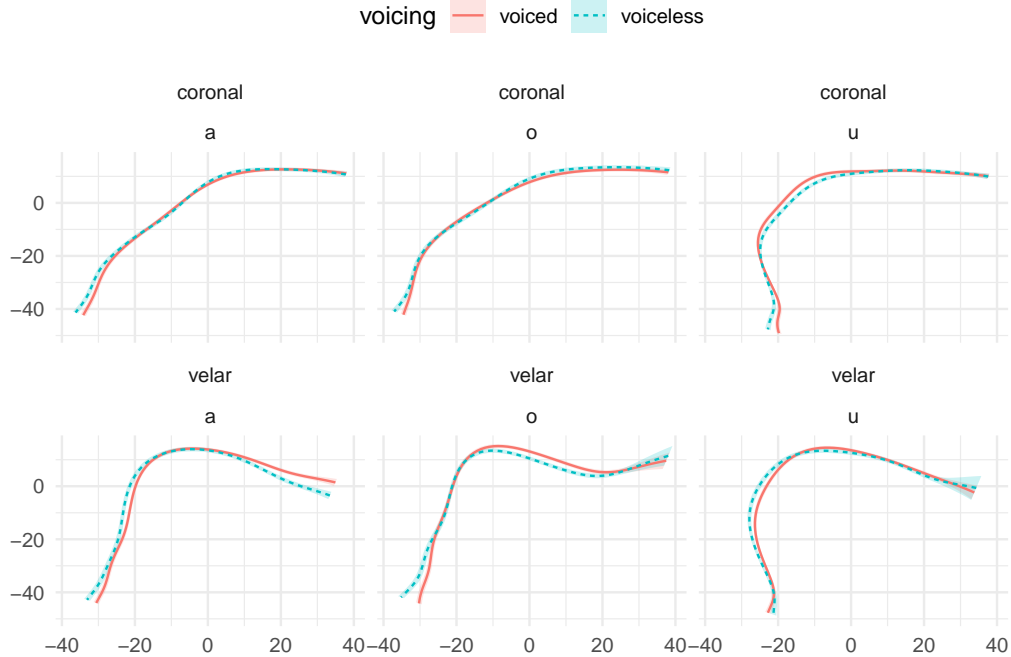 voicing voiced voiceless
coronal coronal coronal
a o u
0
−20
−40
velar velar velar
a o u
0
−20
−40
−40 −20 0 20 40 −40 −20 0 20 40 −40 −20 0 20 40